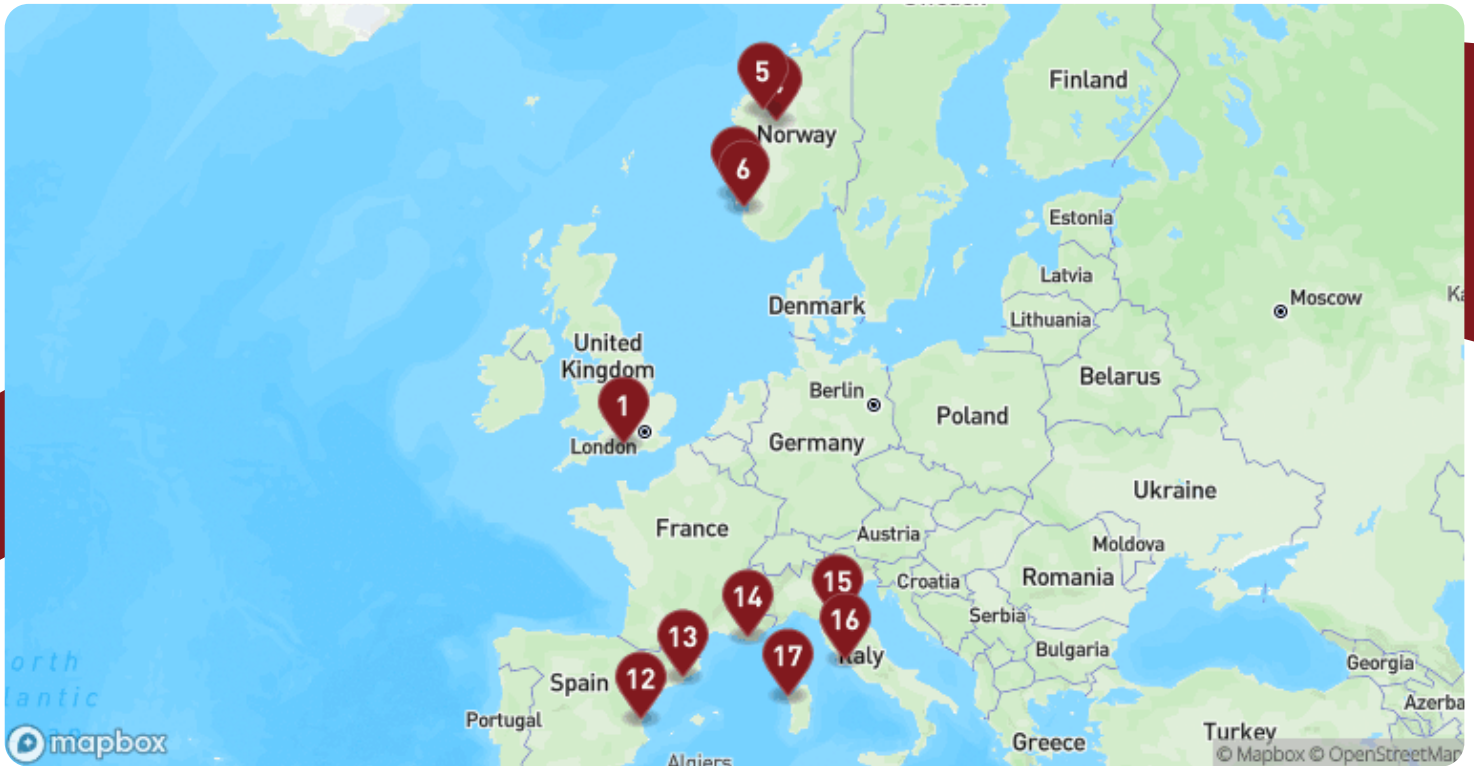 Finland
5
Norway
6
Estonia
Latvia
Moscow
Denmark
Lithuania
United
Kingdom
Belarus
Berlin
1
Poland
London
Germany
Ukraine
France
Austria
Moldova
15
Croatia
Romania
14
Serbia
16
13
Bulgaria
17
Italy
Georgia
12
Spain
Portugal
Turkey
Greece
mapbox
© Mapbox © OpenStreetMap